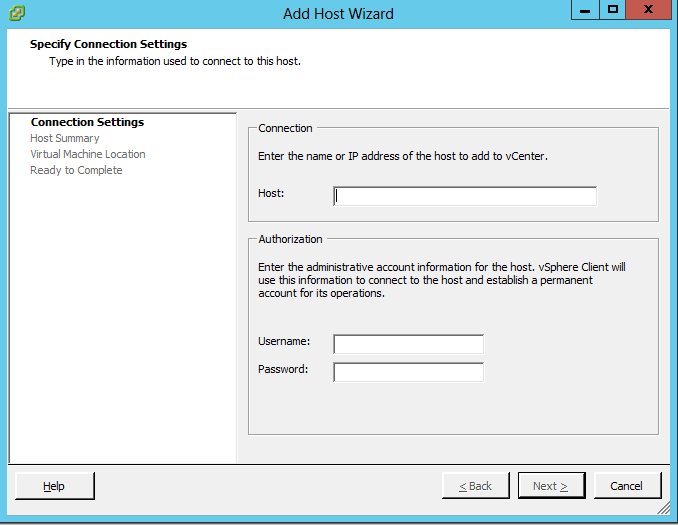 Add Host Wizard
Specify Connection Settings
Type in the information used to connect to this host.
Connection Settings
Host Summary
Virtual Machine Location
Ready to Complete
Connection
Enter the name or IP address of the host to add to vCenter.
Host:
Authorization
Enter the administrative account information for the host. vSphere Client will
use this information to connect to the host and establish a permanent
account for its operations.
Username:
Password:
Help
< Back
Next >
Cancel